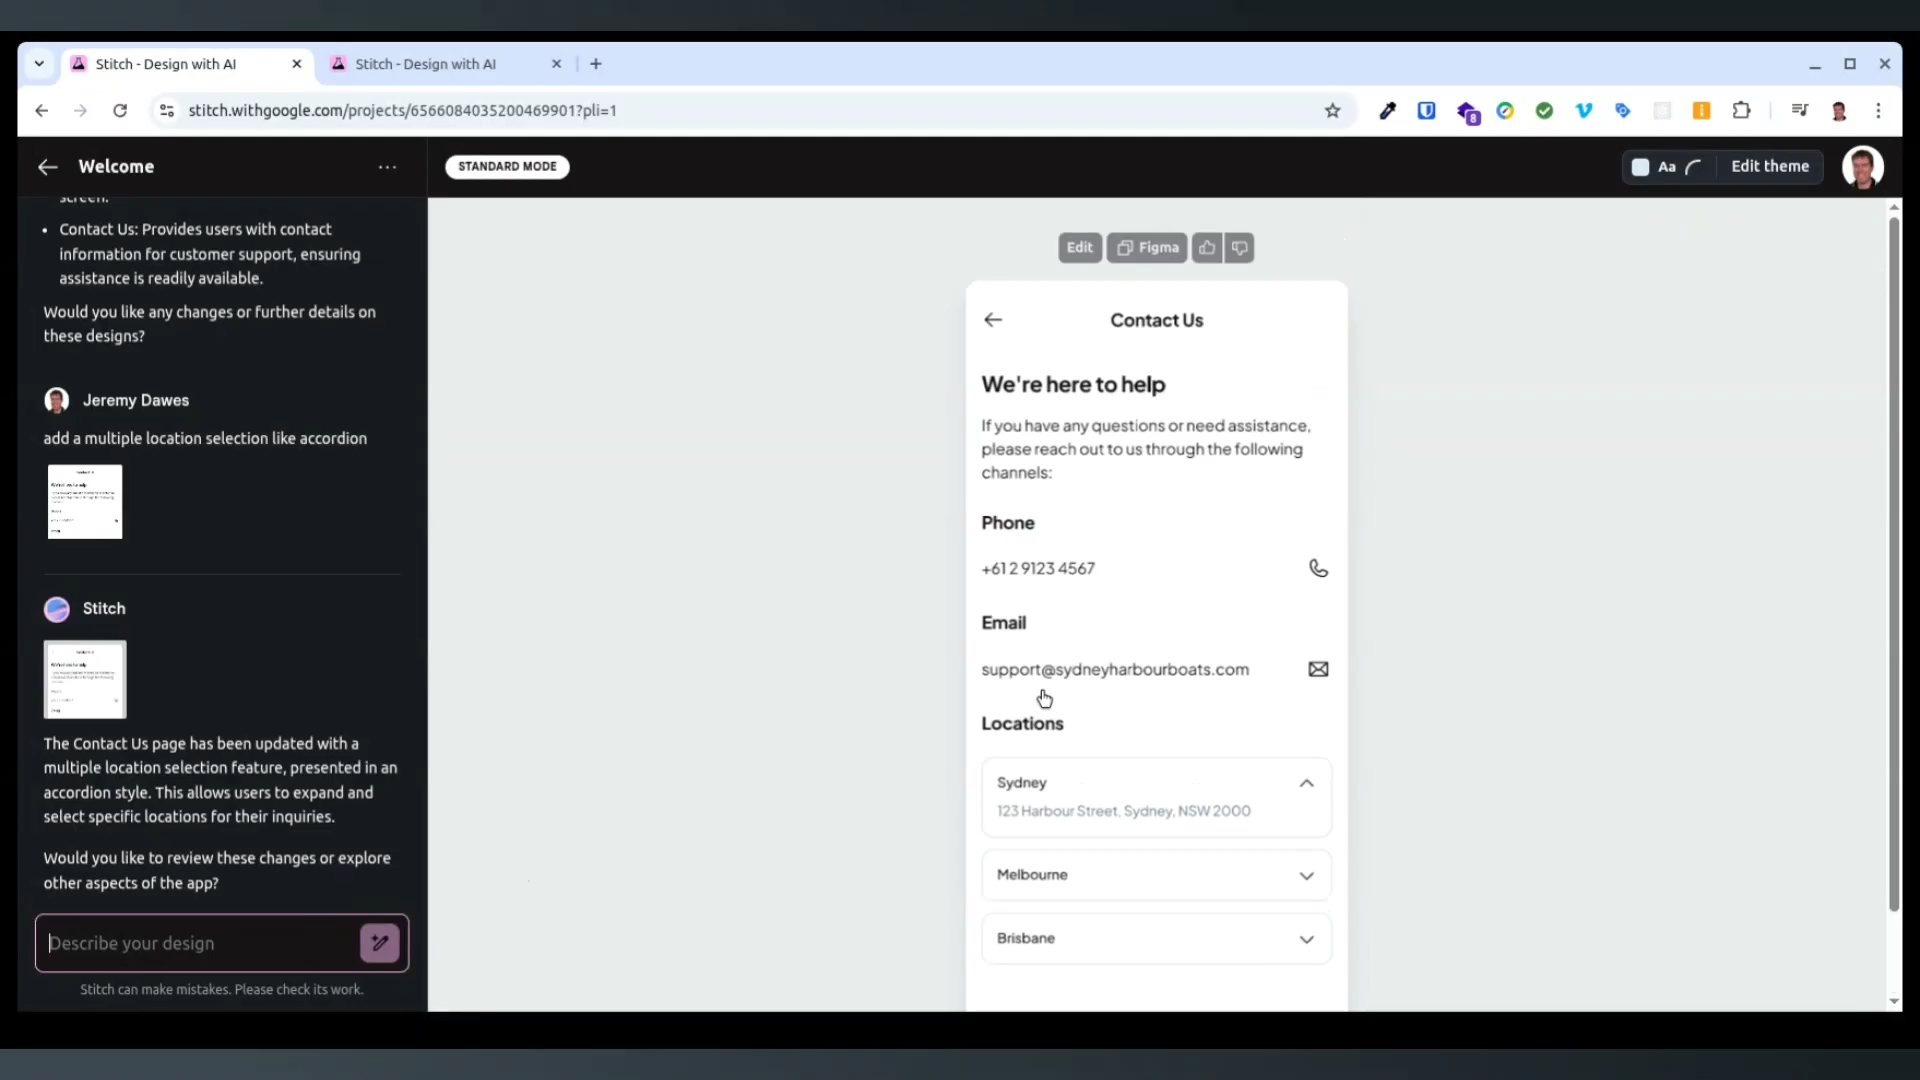 Stitch - Design with AI
Stitch - Design with AI
stitch.withgoogle.com/projects/6566084035200469901?pli=1
8
Welcome
STANDARD MODE
Aa
Edit theme
screen.
• Contact Us: Provides users with contact
information for customer support, ensuring
assistance is readily available.
Would you like any changes or further details on
these designs?
Jeremy Dawes
add a multiple location selection like accordion
Stitch
The Contact Us page has been updated with a
multiple location selection feature, presented in an
accordion style. This allows users to expand and
select specific locations for their inquiries.
Would you like to review these changes or explore
other aspects of the app?
Describe your design
Stitch can make mistakes. Please check its work.
Edit
Figma
Contact Us
We're here to help
If you have any questions or need assistance,
please reach out to us through the following
channels:
Phone
+61 2 9123 4567
Email
support@sydneyharbourboats.com
Locations
Sydney
123 Harbour Street, Sydney, NSW 2000
Melbourne
Brisbane